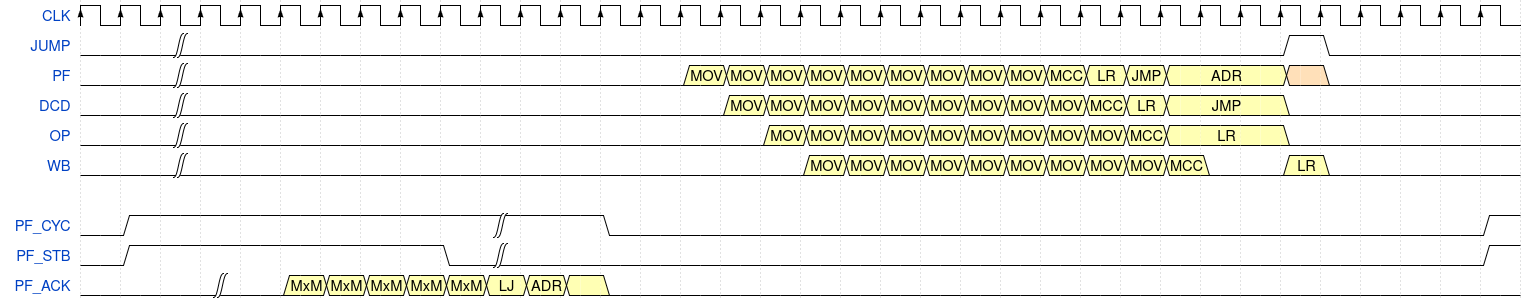 CLK
JUMP
PF MOV MOV MOV MOV MOV MOV MOV MOV MOV MCC LR JMP ADR
DCD MOV MOV MOV MOV MOV MOV MOV MOV MOV MCC LR JMP
OP MOV MOV MOV MOV MOV MOV MOV MOV MOV MCC LR
WB MOV MOV MOV MOV MOV MOV MOV MOV MOV MCC LR
PF_CYC
PF_STB
PF_ACK MxM MxM MxM MxM MxM LJ ADR